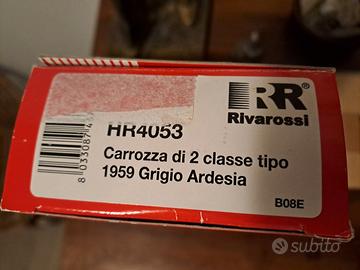 RR
Rivarossi
HR4053
Carrozza di 2 classe tipo
1959 Grigio Ardesia
B08E
subito